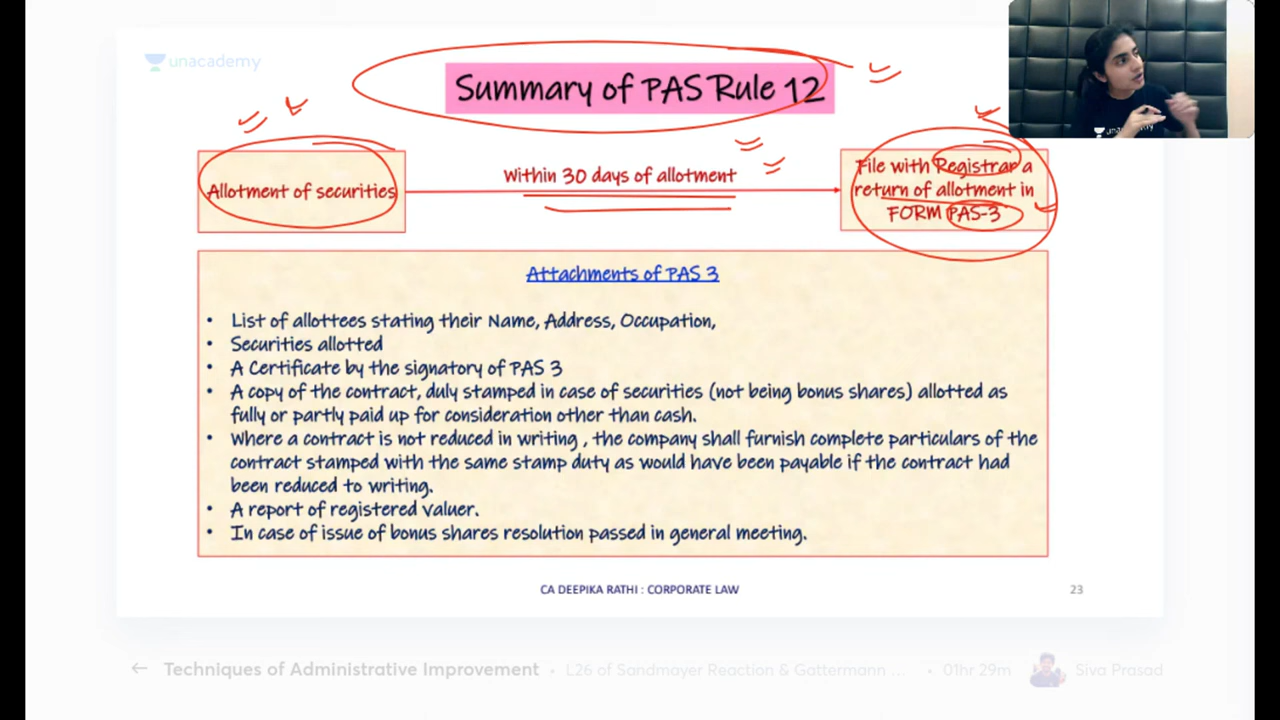 unacademy
Summary of PAS Rule 12
Allotment of securities
Within 30 days of allotment
File with Registrar a
return of allotment in
FORM PAS-3
Attachments of PAS 3
• List of allottees stating their Name, Address, Occupation,
• Securities allotted
• A Certificate by the signatory of PAS 3
• A copy of the contract, duly stamped in case of securities (not being bonus shares) allotted as
fully or partly paid up for consideration other than cash.
• Where a contract is not reduced in writing , the company shall furnish complete particulars of the
contract stamped with the same stamp duty as would have been payable if the contract had
been reduced to writing.
• A report of registered valuer.
• In case of issue of bonus shares resolution passed in general meeting.
CA DEEPIKA RATHI : CORPORATE LAW
23
← Techniques of Administrative Improvement • L26 of Sandmayer Reaction & Gattermann ... • 01hr 29m Siva Prasad
unacademy